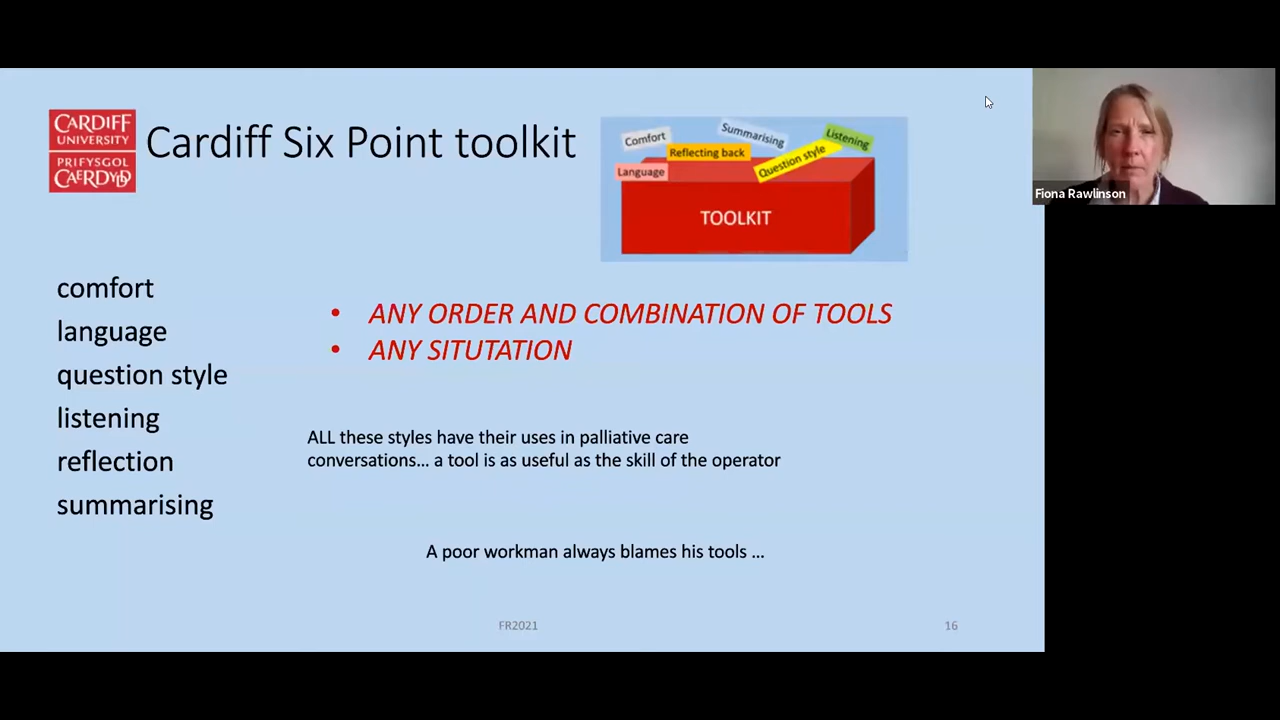 CARDIFF
UNIVERSITY
PRIFYSGOL
CAERDYDD
Cardiff Six Point toolkit
Comfort
Summarising
Listening
Reflecting back
Question style
Language
TOOLKIT
Fiona Rawlinson
comfort
language
question style
listening
reflection
summarising
• ANY ORDER AND COMBINATION OF TOOLS
• ANY SITUTATION
ALL these styles have their uses in palliative care
conversations... a tool is as useful as the skill of the operator
A poor workman always blames his tools ...
FR2021
16